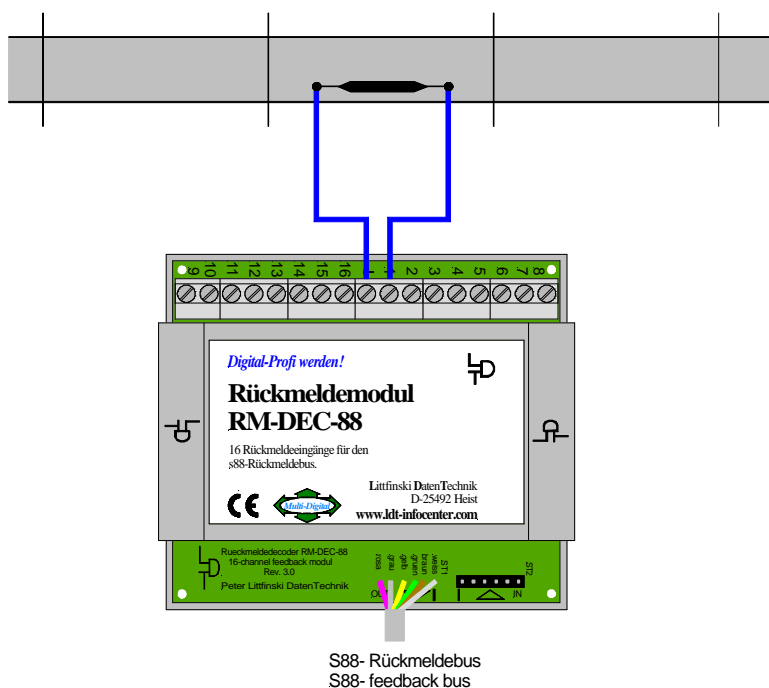 9 10 11 12 13 14 15 16 1 2 3 4 5 6 7 8
Digital-Profi werden!
Rückmeldemodul
RM-DEC-88
16 Rückmeldeeingänge für den
s88-Rückmeldebus.
Littfinski DatenTechnik
D-25492 Heist
www.ldt-infocenter.com
CE
Multi-Digital
Rueckmeldedecoder RM-DEC-88
16-channel feedback modul
Rev. 3.0
Peter Littfinski DatenTechnik
rosa
grau
gelb
gruen
braun
weiss
ST1
ST2
IN
S88- Rückmeldebus
S88- feedback bus